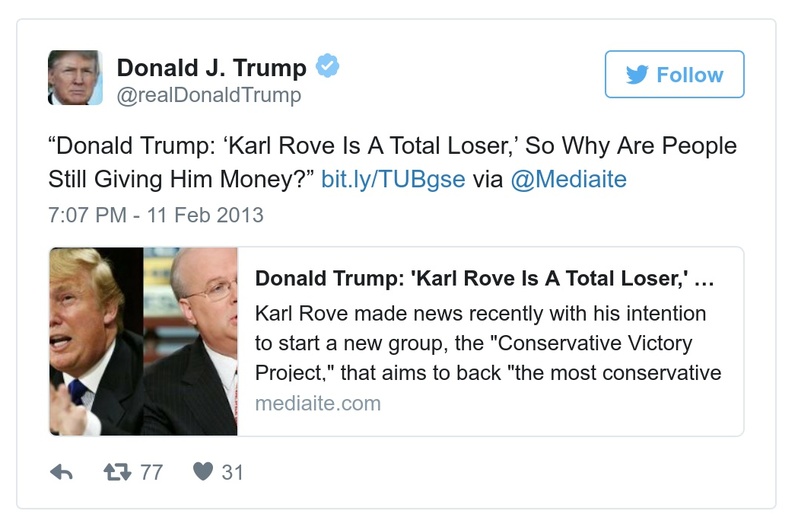 Donald J. Trump
@realDonaldTrump
Follow
“Donald Trump: ‘Karl Rove Is A Total Loser,’ So Why Are People
Still Giving Him Money?” bit.ly/TUBgse via @Mediaite
7:07 PM - 11 Feb 2013
Donald Trump: 'Karl Rove Is A Total Loser,' ...
Karl Rove made news recently with his intention
to start a new group, the "Conservative Victory
Project," that aims to back "the most conservative
mediaite.com
77
31